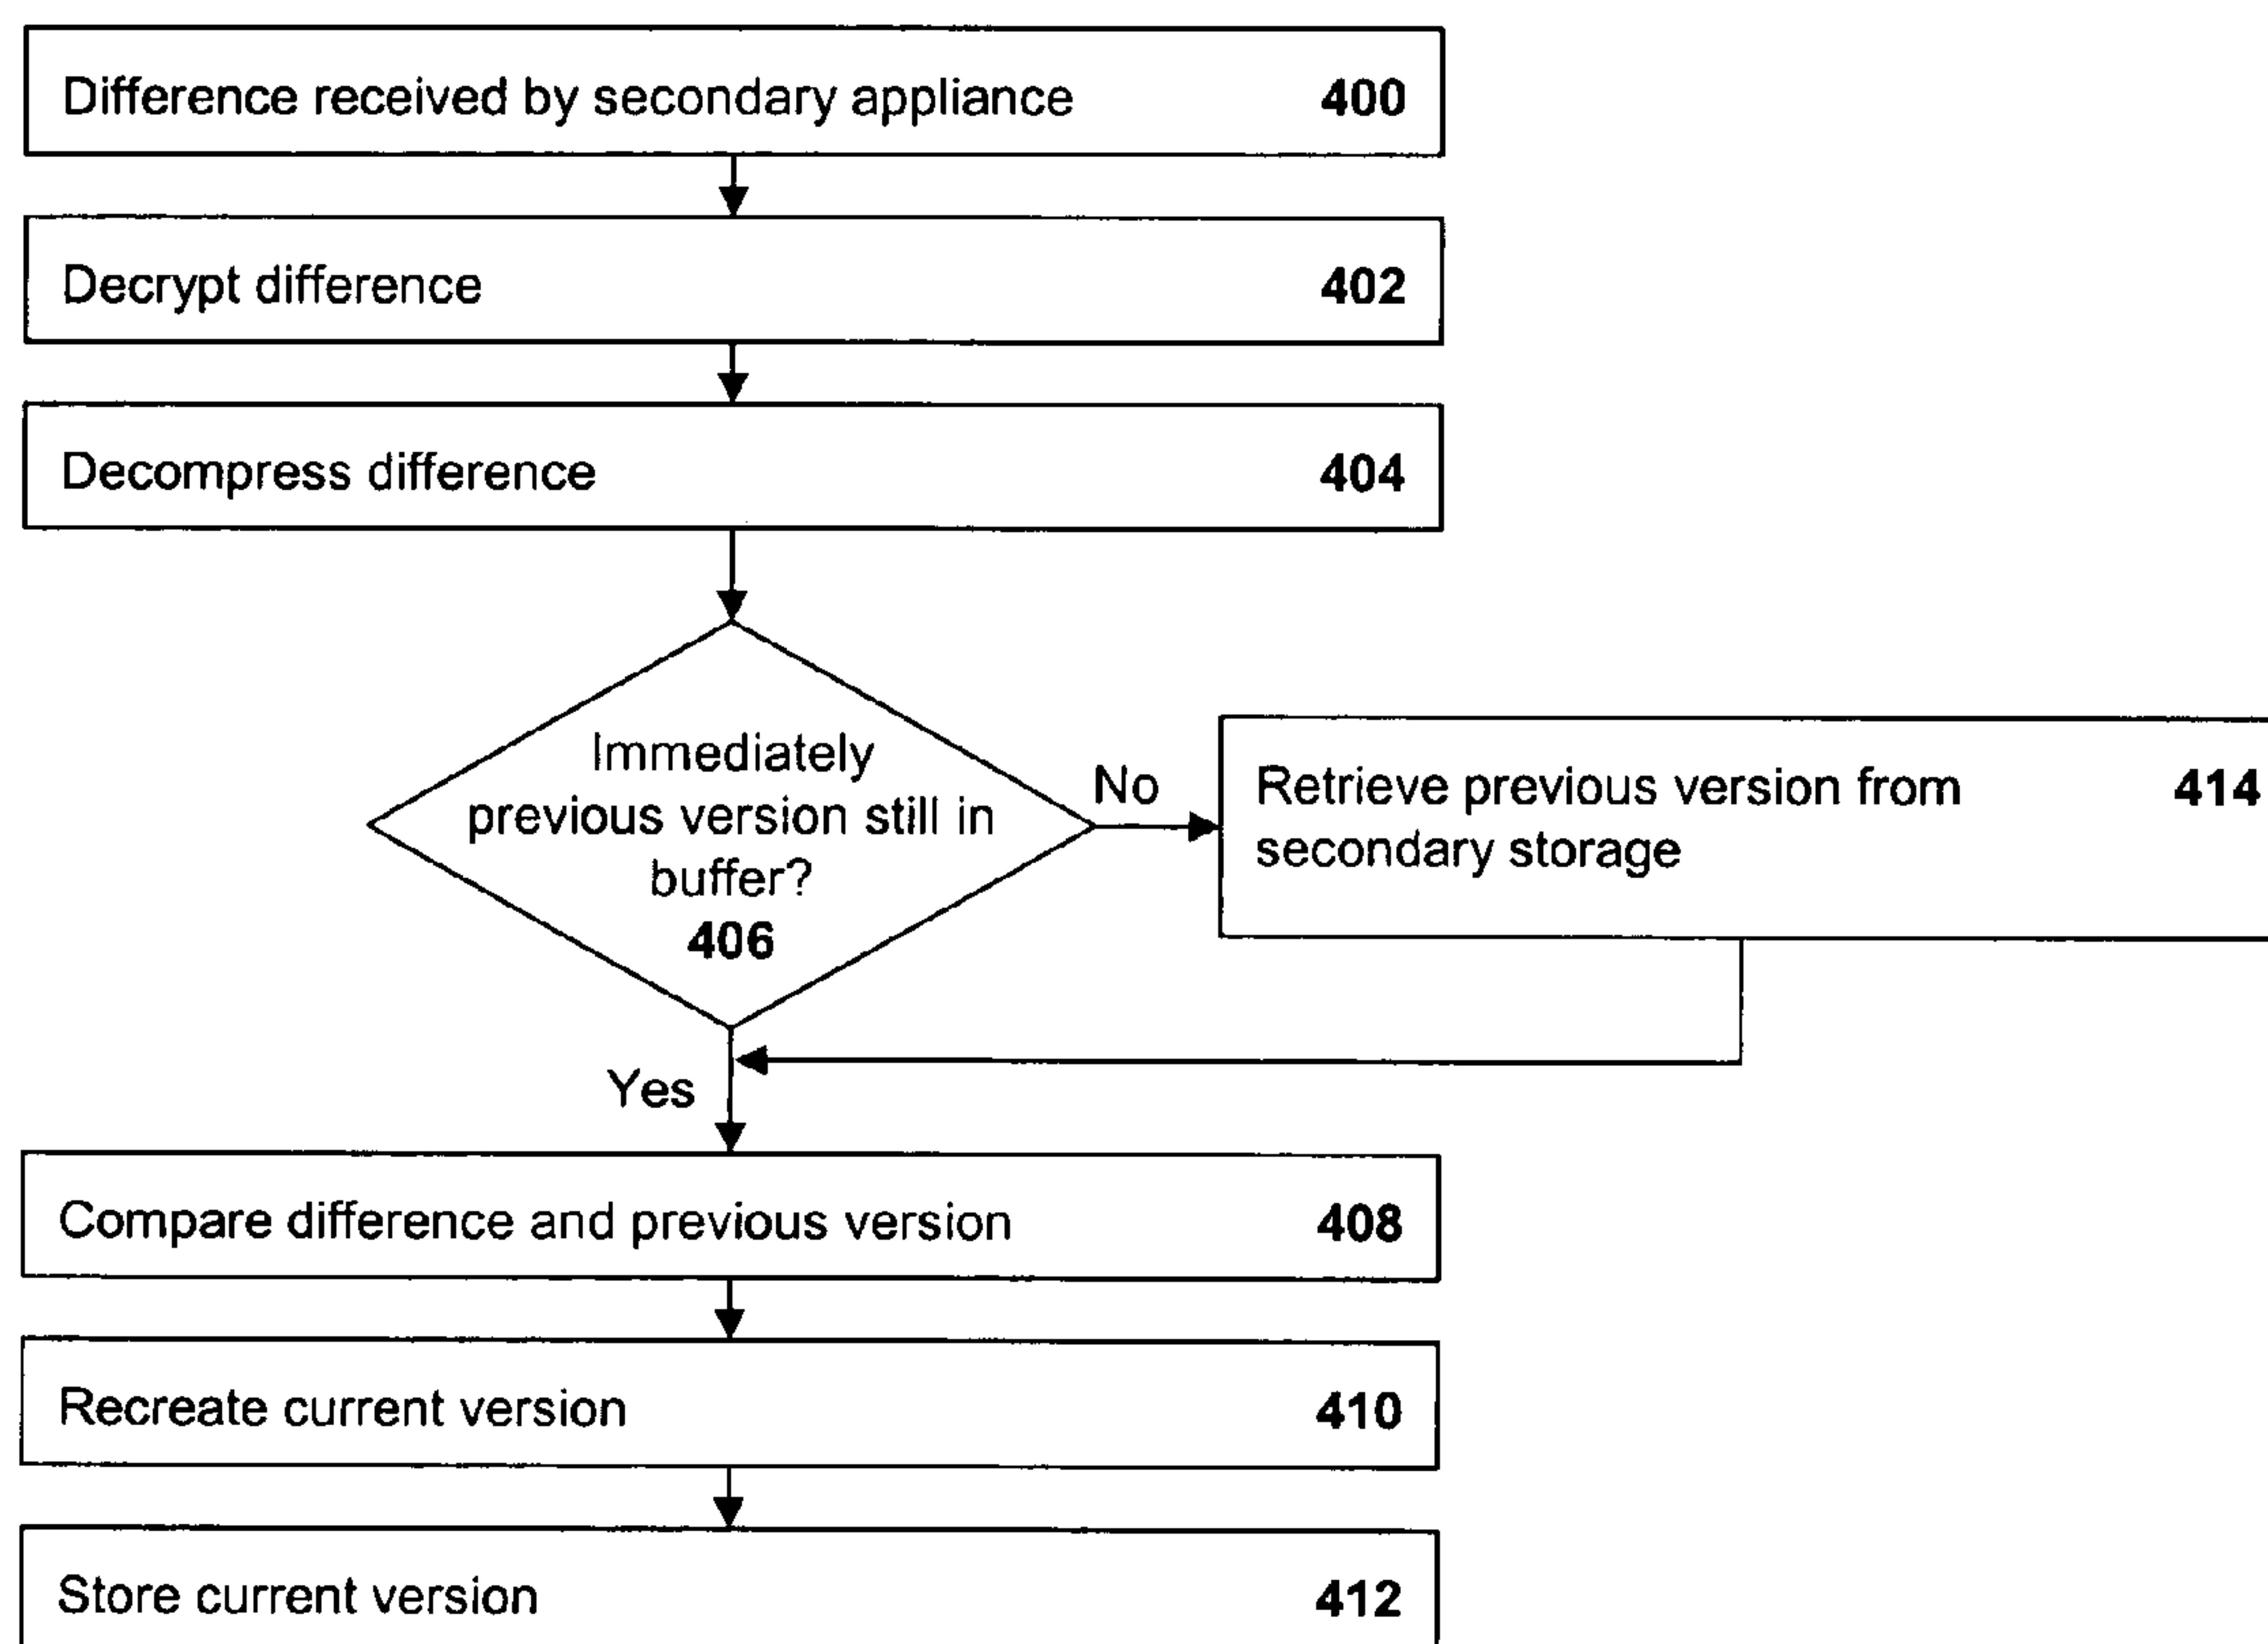 Difference received by secondary appliance 400
Decrypt difference 402
Decompress difference 404
Immediately
previous version still in
buffer?
406
No
Retrieve previous version from 414
secondary storage
Yes
Compare difference and previous version 408
Recreate current version 410
Store current version 412